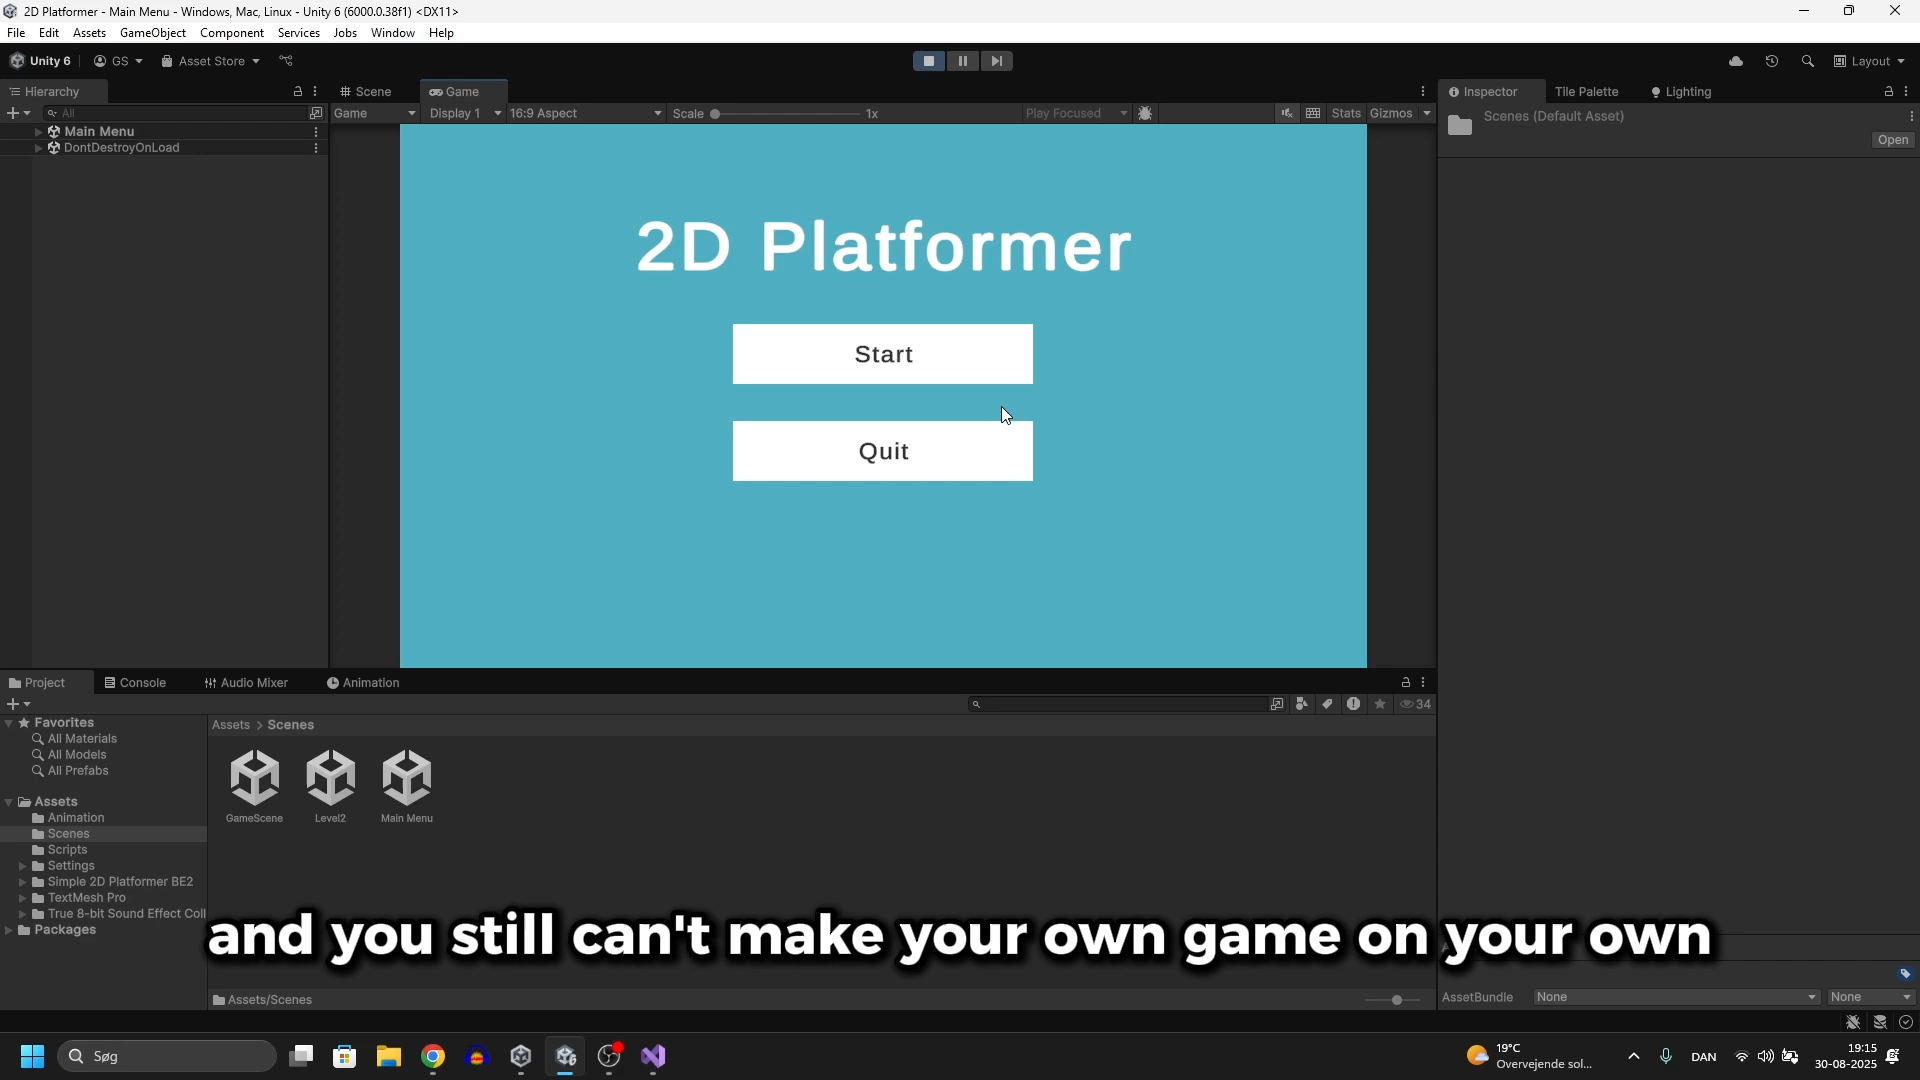 2D Platformer - Main Menu - Windows, Mac, Linux - Unity 6 (6000.0.38f1) <DX11>
File Edit Assets GameObject Component Services Jobs Window Help
Unity 6 GS Asset Store Layout
Hierarchy
Scene Game
Inspector Tile Palette Lighting
All
Game Display 1 16:9 Aspect Scale 1x Play Focused Stats Gizmos
Scenes (Default Asset)
Open
Main Menu
DontDestroyOnLoad
2D Platformer
Start
Quit
Project Console Audio Mixer Animation
34
Favorites
All Materials
All Models
All Prefabs
Assets
Animation
Scenes
Scripts
Settings
Simple 2D Platformer BE2
TextMesh Pro
True 8-bit Sound Effect Coll
Packages
Assets > Scenes
GameScene Level2 Main Menu
and you still can't make your own game on your own
Assets/Scenes
AssetBundle None None
Søg
19°C
Overvejende sol...
DAN
19:15
30-08-2025